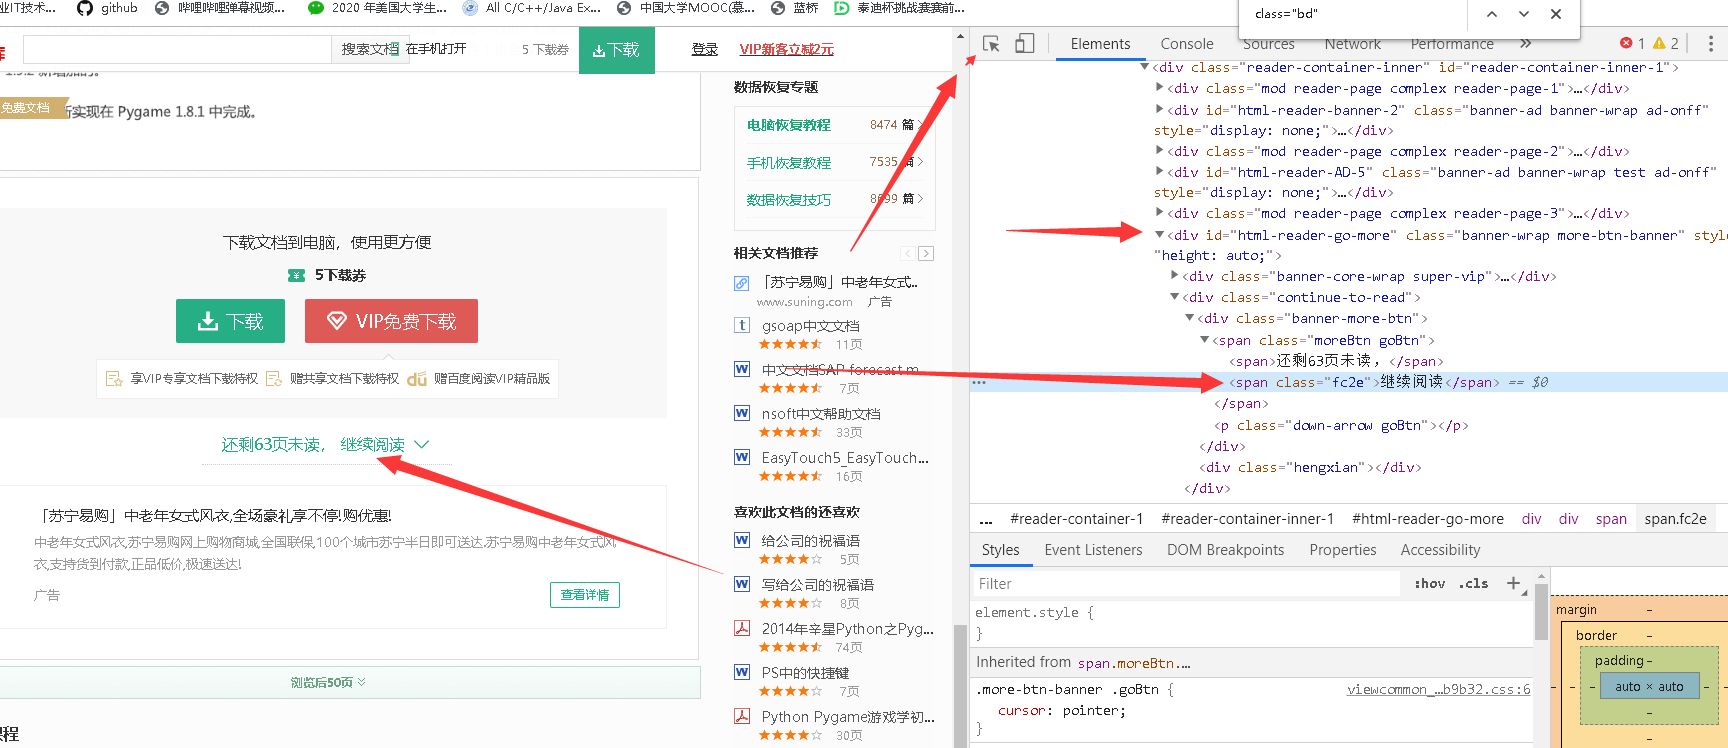 业IT技术... github 哔哩哔哩弹幕视频... 2020 年美国大学生... All C/C++/Java Ex... 中国大学MOOC(慕... 蓝桥 泰迪杯挑战赛赛前...
class="bd"
库 搜索文档 在手机打开 5 下载券 下载 登录 VIP新客立减2元
免费文档
新实现在 Pygame 1.8.1 中完成。
下载文档到电脑，使用更方便
5下载券
下载 VIP免费下载
享VIP专享文档下载特权 赠共享文档下载特权 赠百度阅读VIP精品版
还剩63页未读， 继续阅读
「苏宁易购」中老年女式风衣,全场豪礼享不停!购优惠!
中老年女式风衣,苏宁易购网上购物商城,全国联保,100个城市苏宁半日即可送达,苏宁易购中老年女式风
衣,支持货到付款,正品低价,极速送达!
广告 查看详情
浏览后50页
课程
数据恢复专题
电脑恢复教程 8474 篇
手机恢复教程 7535 篇
数据恢复技巧 8699 篇
相关文档推荐
「苏宁易购」中老年女式..
www.suning.com 广告
gsoap中文文档
11页
中文文档SAP forecast m...
7页
nsoft中文帮助文档
33页
EasyTouch5_EasyTouch...
16页
喜欢此文档的还喜欢
给公司的祝福语
5页
写给公司的祝福语
8页
2014年辛星Python之Pyg...
74页
PS中的快捷键
7页
Python Pygame游戏学初...
30页
Elements Console Sources Network Performance » 1 2
<div class="reader-container-inner" id="reader-container-inner-1">
<div class="mod reader-page complex reader-page-1">…</div>
<div id="html-reader-banner-2" class="banner-ad banner-wrap ad-onff"
style="display: none;">…</div>
<div class="mod reader-page complex reader-page-2">…</div>
<div id="html-reader-AD-5" class="banner-ad banner-wrap test ad-onff"
style="display: none;">…</div>
<div class="mod reader-page complex reader-page-3">…</div>
<div id="html-reader-go-more" class="banner-wrap more-btn-banner" style
"height: auto;">
<div class="banner-core-wrap super-vip">…</div>
<div class="continue-to-read">
<div class="banner-more-btn">
<span class="moreBtn goBtn">
<span>还剩63页未读，</span>
<span class="fc2e">继续阅读</span> == $0
</span>
<p class="down-arrow goBtn"></p>
</div>
<div class="hengxian"></div>
</div>
... #reader-container-1 #reader-container-inner-1 #html-reader-go-more div div span span.fc2e
Styles Event Listeners DOM Breakpoints Properties Accessibility
Filter :hov .cls +
element.style {
}
Inherited from span.moreBtn.…
.more-btn-banner .goBtn { viewcommon_…b9b32.css:6
cursor: pointer;
}
margin -
border -
padding -
- - - auto × auto - - -
-
-